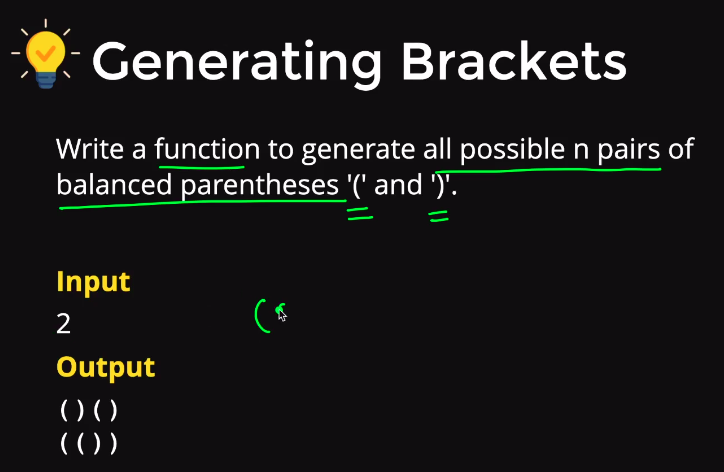 Generating Brackets
Write a function to generate all possible n pairs of
balanced parentheses '(' and ')'.
Input
2
(
Output
()()
(())